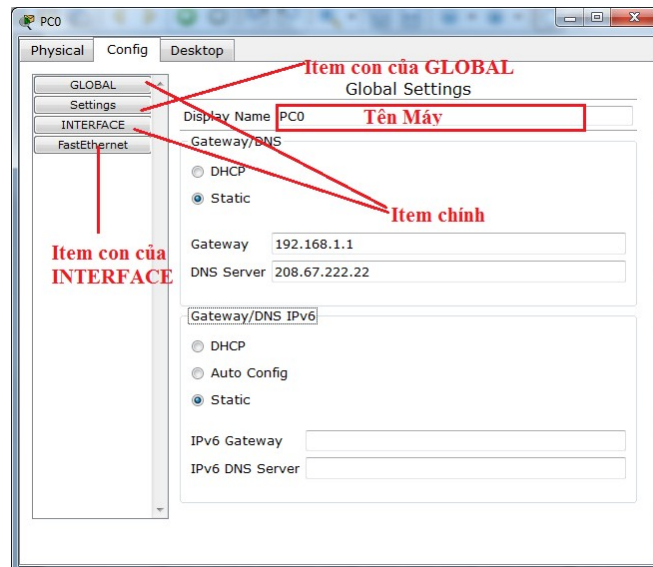 PC0
Physical Config Desktop
Item con của GLOBAL
GLOBAL
Global Settings
Settings
Display Name PC0 Tên Máy
INTERFACE
Gateway/DNS
FastEthernet
DHCP
Static
Item chính
Gateway 192.168.1.1
Item con của
INTERFACE
DNS Server 208.67.222.22
Gateway/DNS IPv6
DHCP
Auto Config
Static
IPv6 Gateway
IPv6 DNS Server